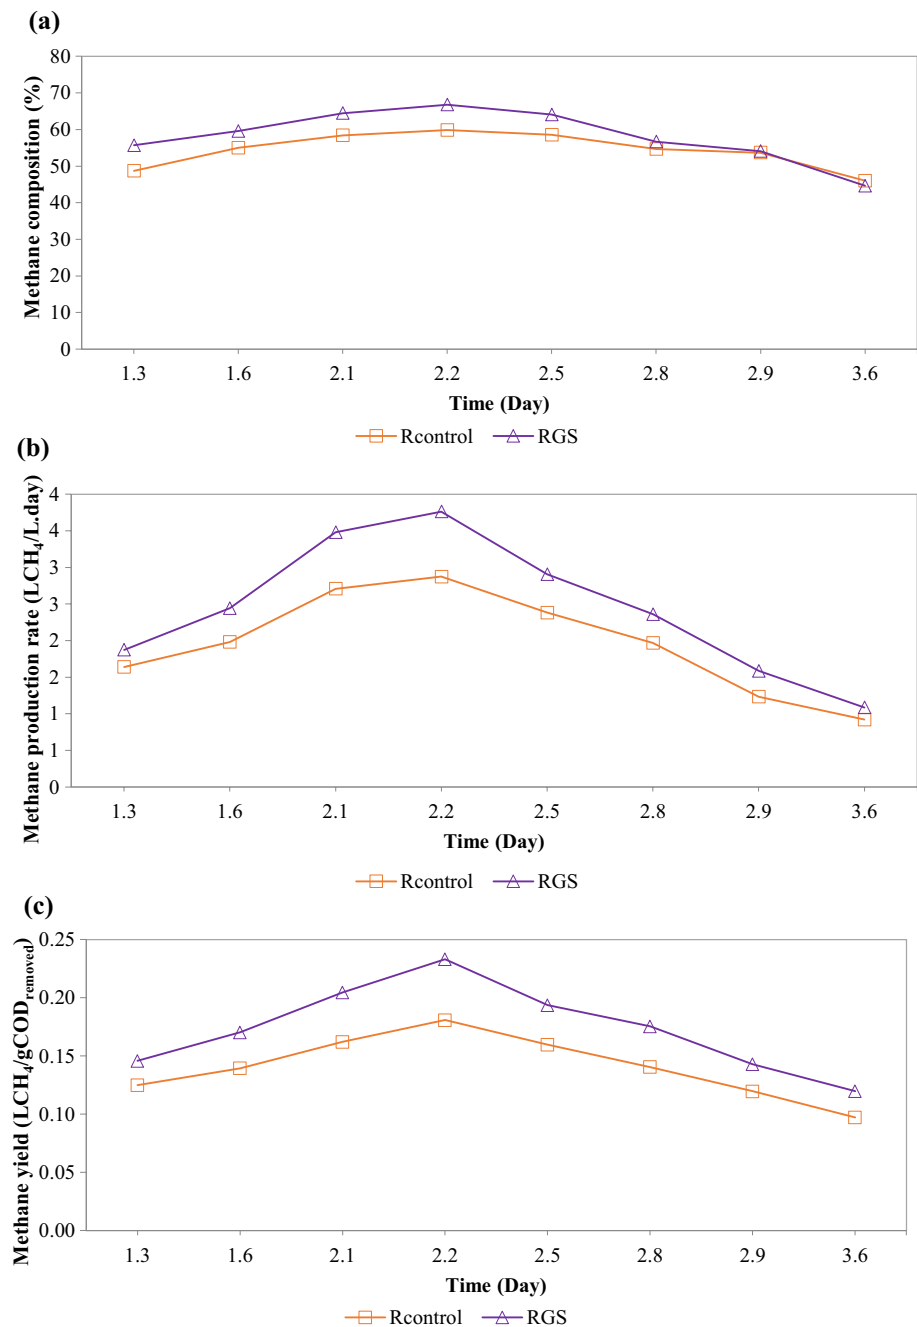 (a)
Methane composition (%)
80
70
60
50
40
30
20
10
0
1.3 1.6 2.1 2.2 2.5 2.8 2.9 3.6
Time (Day)
Rcontrol RGS
(b)
Methane production rate (LCH₄/L.day)
4
4
3
3
2
2
1
1
0
1.3 1.6 2.1 2.2 2.5 2.8 2.9 3.6
Time (Day)
Rcontrol RGS
(c)
Methane yield (LCH₄/gCODremoved)
0.25
0.20
0.15
0.10
0.05
0.00
1.3 1.6 2.1 2.2 2.5 2.8 2.9 3.6
Time (Day)
Rcontrol RGS